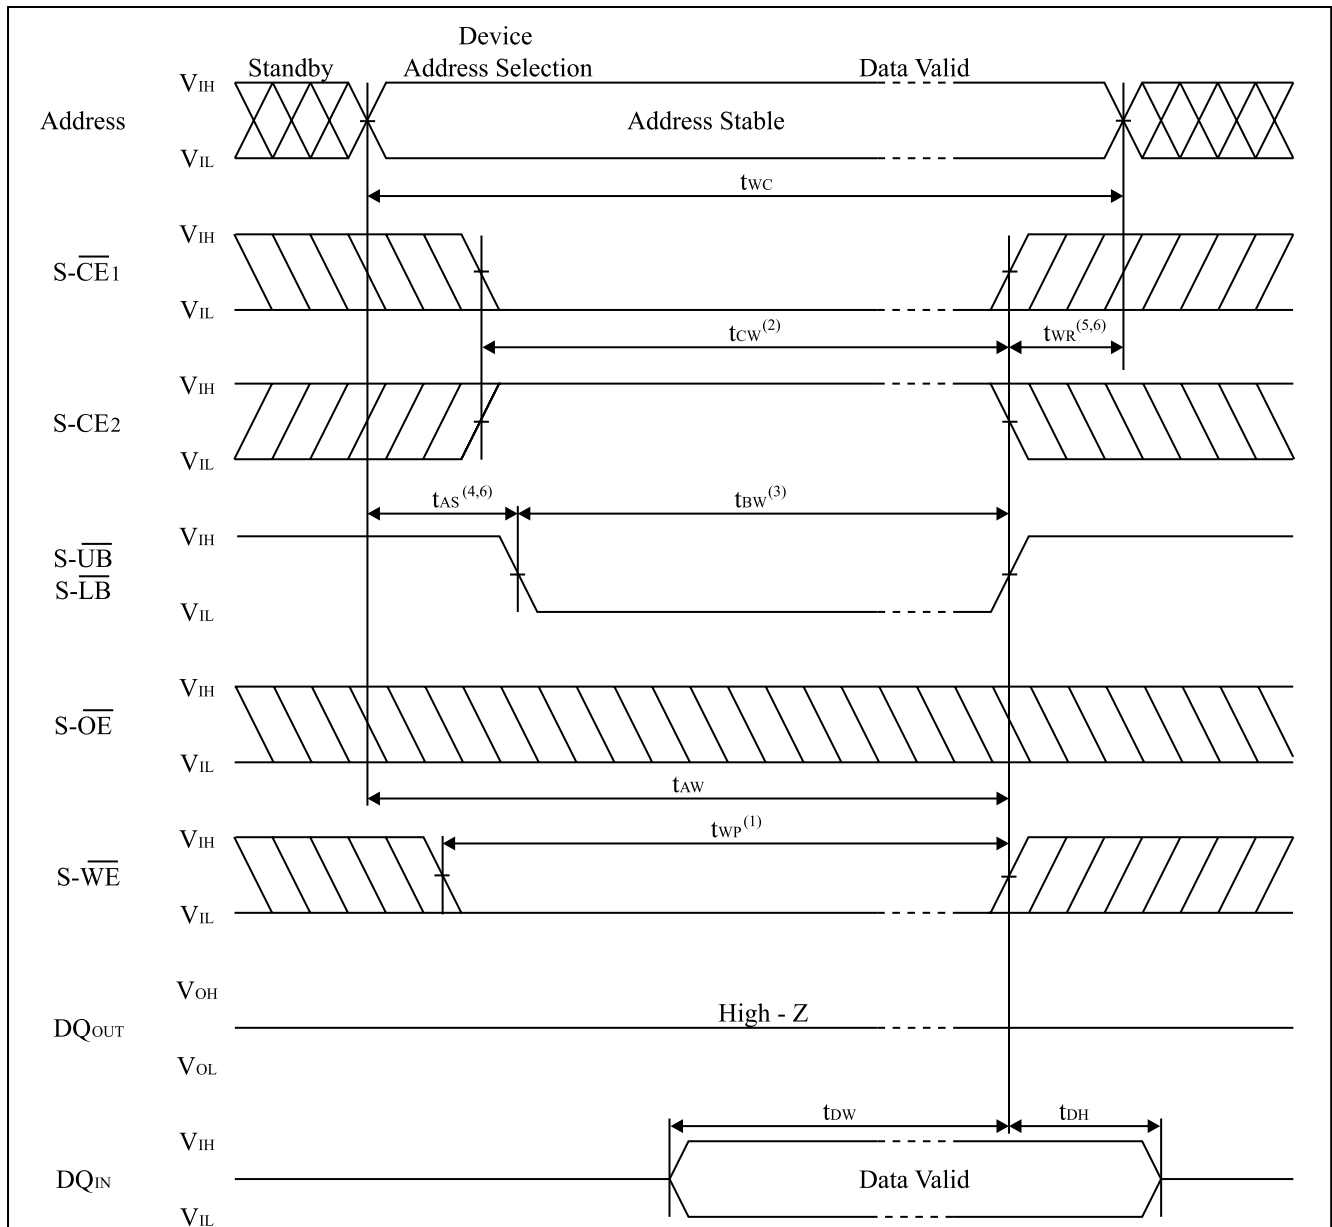 Device
Standby Address Selection Data Valid
VIH
Address Address Stable
VIL
tWC
VIH
S-CE1
VIL
tCW(2) tWR(5,6)
VIH
S-CE2
VIL
tAS(4,6) tBW(3)
VIH
S-UB
S-LB
VIL
VIH
S-OE
VIL
tAW
tWP(1)
VIH
S-WE
VIL
VOH
High - Z
DQOUT
VOL
tDW tDH
VIH
DQIN Data Valid
VIL